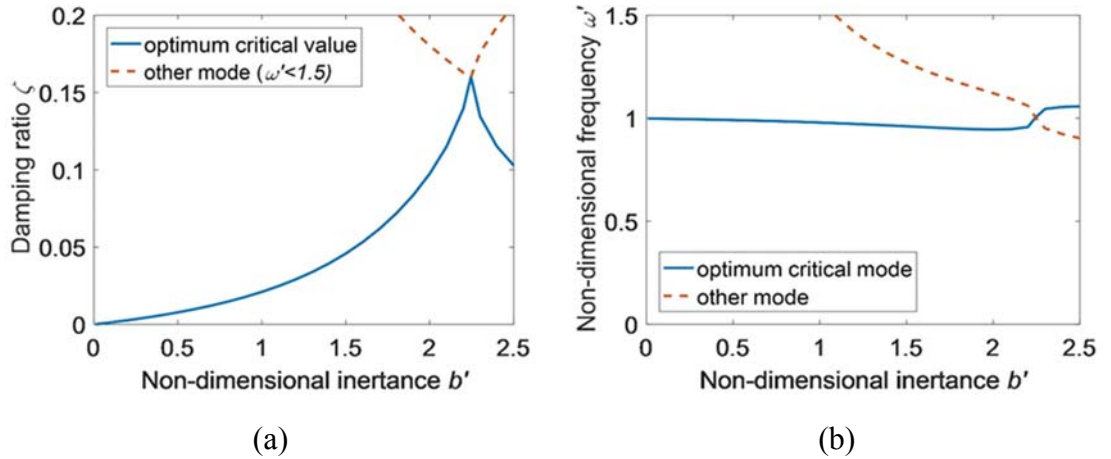 0.2
0.15
0.1
0.05
0
Damping ratio ζ
optimum critical value
other mode (ω'<1.5)
0 0.5 1 1.5 2 2.5
Non-dimensional inertance b'
(a)
1.5
1
0.5
0
Non-dimensional frequency ω'
optimum critical mode
other mode
0 0.5 1 1.5 2 2.5
Non-dimensional inertance b'
(b)